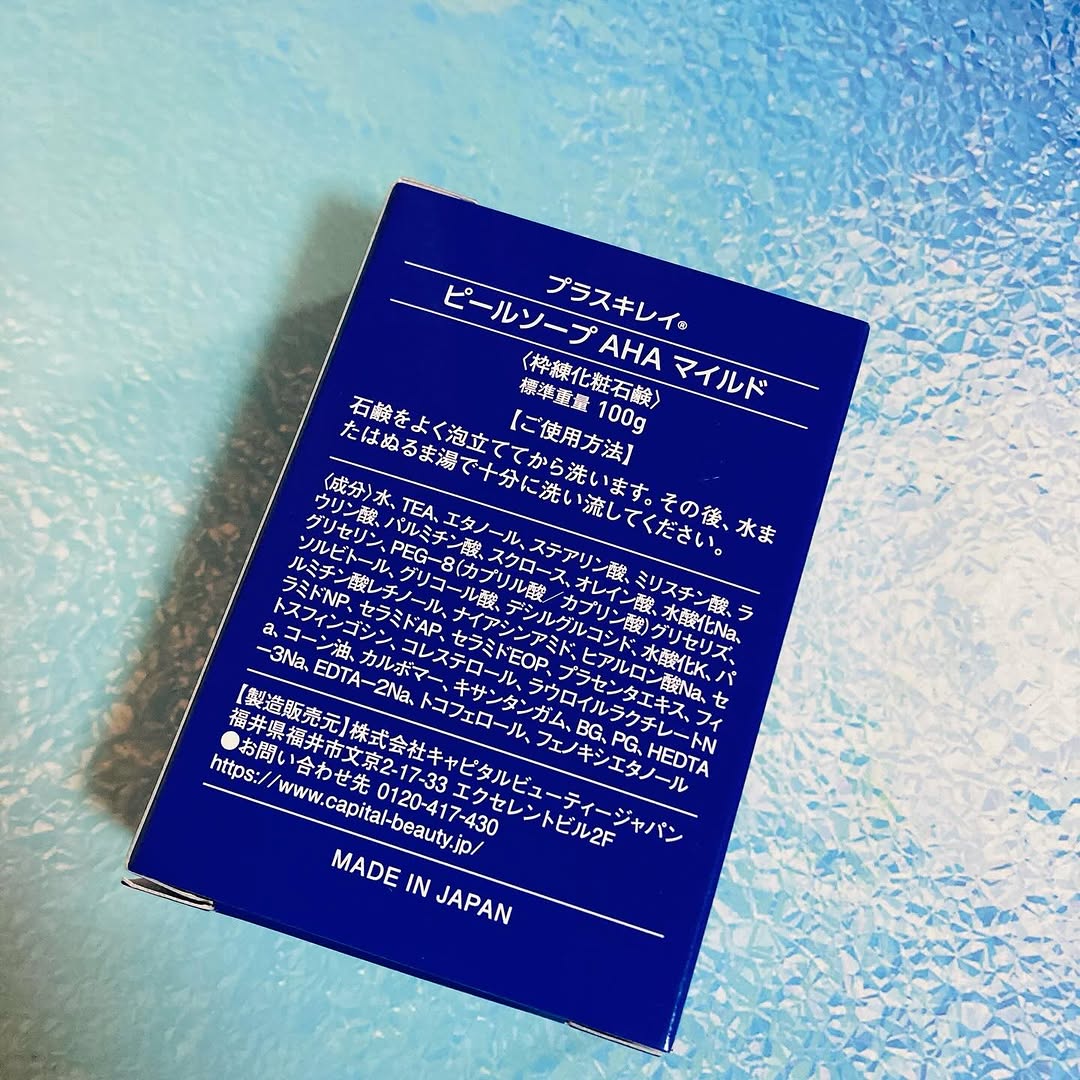 プラスキレイ®
ピールソープ AHA マイルド
〈枠練化粧石鹸〉
標準重量 100g
【ご使用方法】
石鹸をよく泡立ててから洗います。その後、水ま
たはぬるま湯で十分に洗い流してください。
〈成分〉水、TEA、エタノール、ステアリン酸、ミリスチン酸、ラ
ウリン酸、パルミチン酸、スクロース、オレイン酸、水酸化Na、
グリセリン、PEG－8（カプリル酸／カプリン酸）グリセリズ、
ソルビトール、グリコール酸、デシルグルコシド、水酸化K、パ
ルミチン酸レチノール、ナイアシンアミド、ヒアルロン酸Na、セ
ラミドNP、セラミドAP、セラミドEOP、プラセンタエキス、フィ
トスフィンゴシン、コレステロール、ラウロイルラクチレートN
a、コーン油、カルボマー、キサンタンガム、BG、PG、HEDTA
－3Na、EDTA－2Na、トコフェロール、フェノキシエタノール
【製造販売元】株式会社キャピタルビューティージャパン
福井県福井市文京2-17-33 エクセレントビル2F
●お問い合わせ先 0120-417-430
https://www.capital-beauty.jp/
MADE IN JAPAN